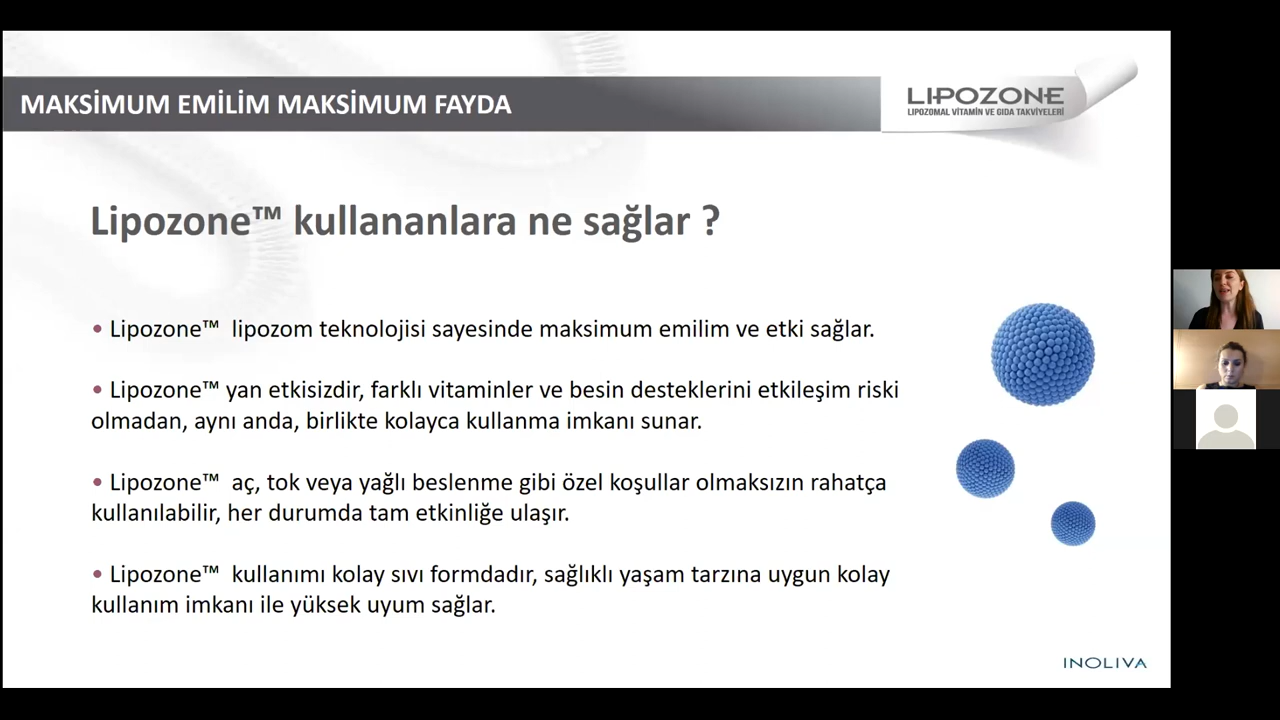 MAKSİMUM EMİLİM MAKSİMUM FAYDA
LIPOZONE
LIPOZOMAL VİTAMİN VE GIDA TAKVİYELERİ
Lipozone™ kullananlara ne sağlar ?
• Lipozone™ lipozom teknolojisi sayesinde maksimum emilim ve etki sağlar.
• Lipozone™ yan etkisizdir, farklı vitaminler ve besin desteklerini etkileşim riski
olmadan, aynı anda, birlikte kolayca kullanma imkanı sunar.
• Lipozone™ aç, tok veya yağlı beslenme gibi özel koşullar olmaksızın rahatça
kullanılabilir, her durumda tam etkinliğe ulaşır.
• Lipozone™ kullanımı kolay sıvı formdadır, sağlıklı yaşam tarzına uygun kolay
kullanım imkanı ile yüksek uyum sağlar.
INOLIVA